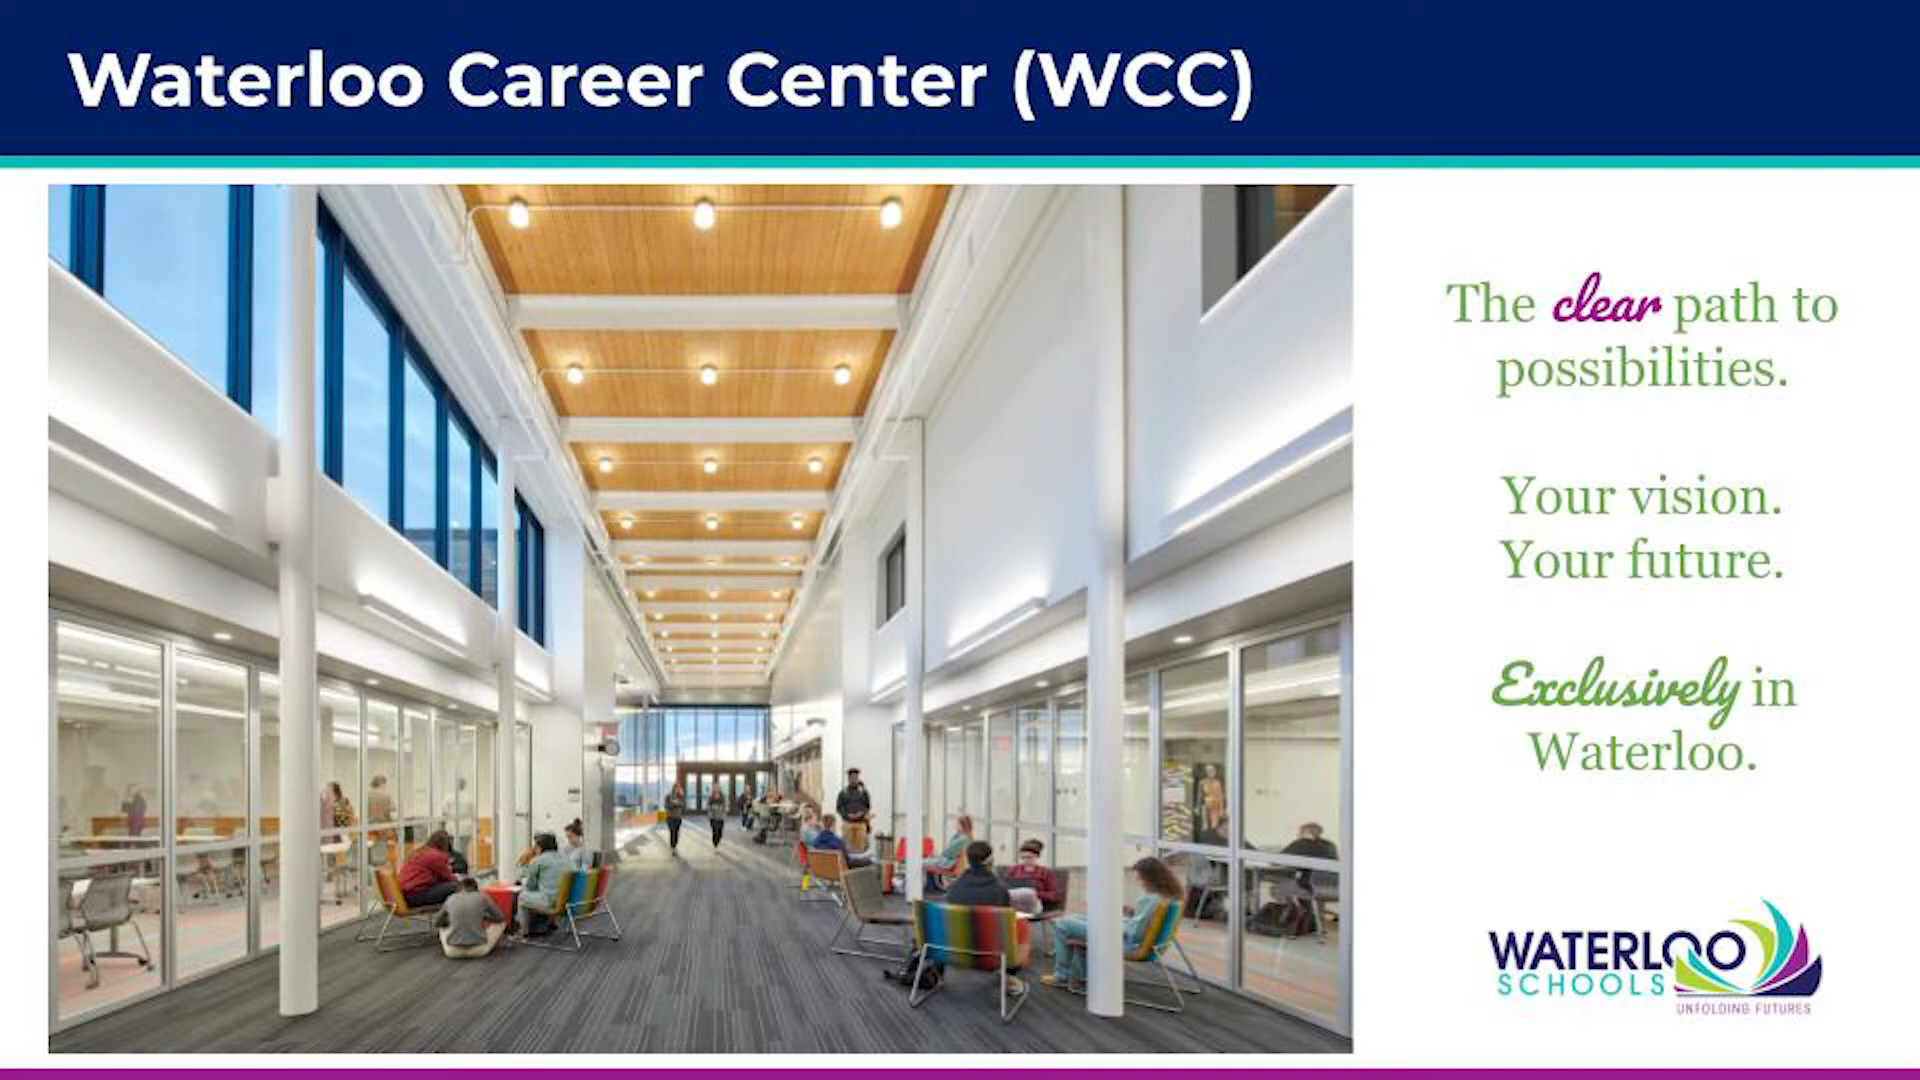 Waterloo Career Center (WCC)
The clear path to
possibilities.
Your vision.
Your future.
Exclusively in
Waterloo.
WATERLOO
SCHOOLS
UNFOLDING FUTURES